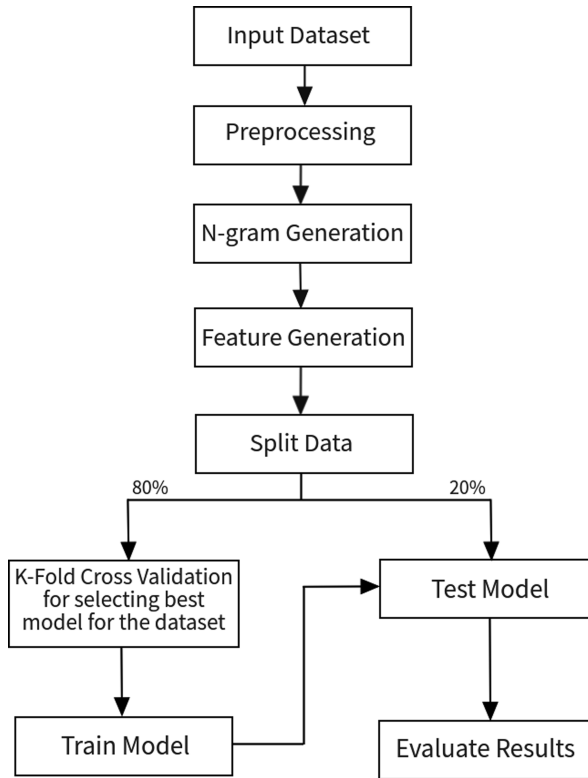 Input Dataset
Preprocessing
N-gram Generation
Feature Generation
Split Data
80%
20%
K-Fold Cross Validation
for selecting best
model for the dataset
Test Model
Train Model
Evaluate Results